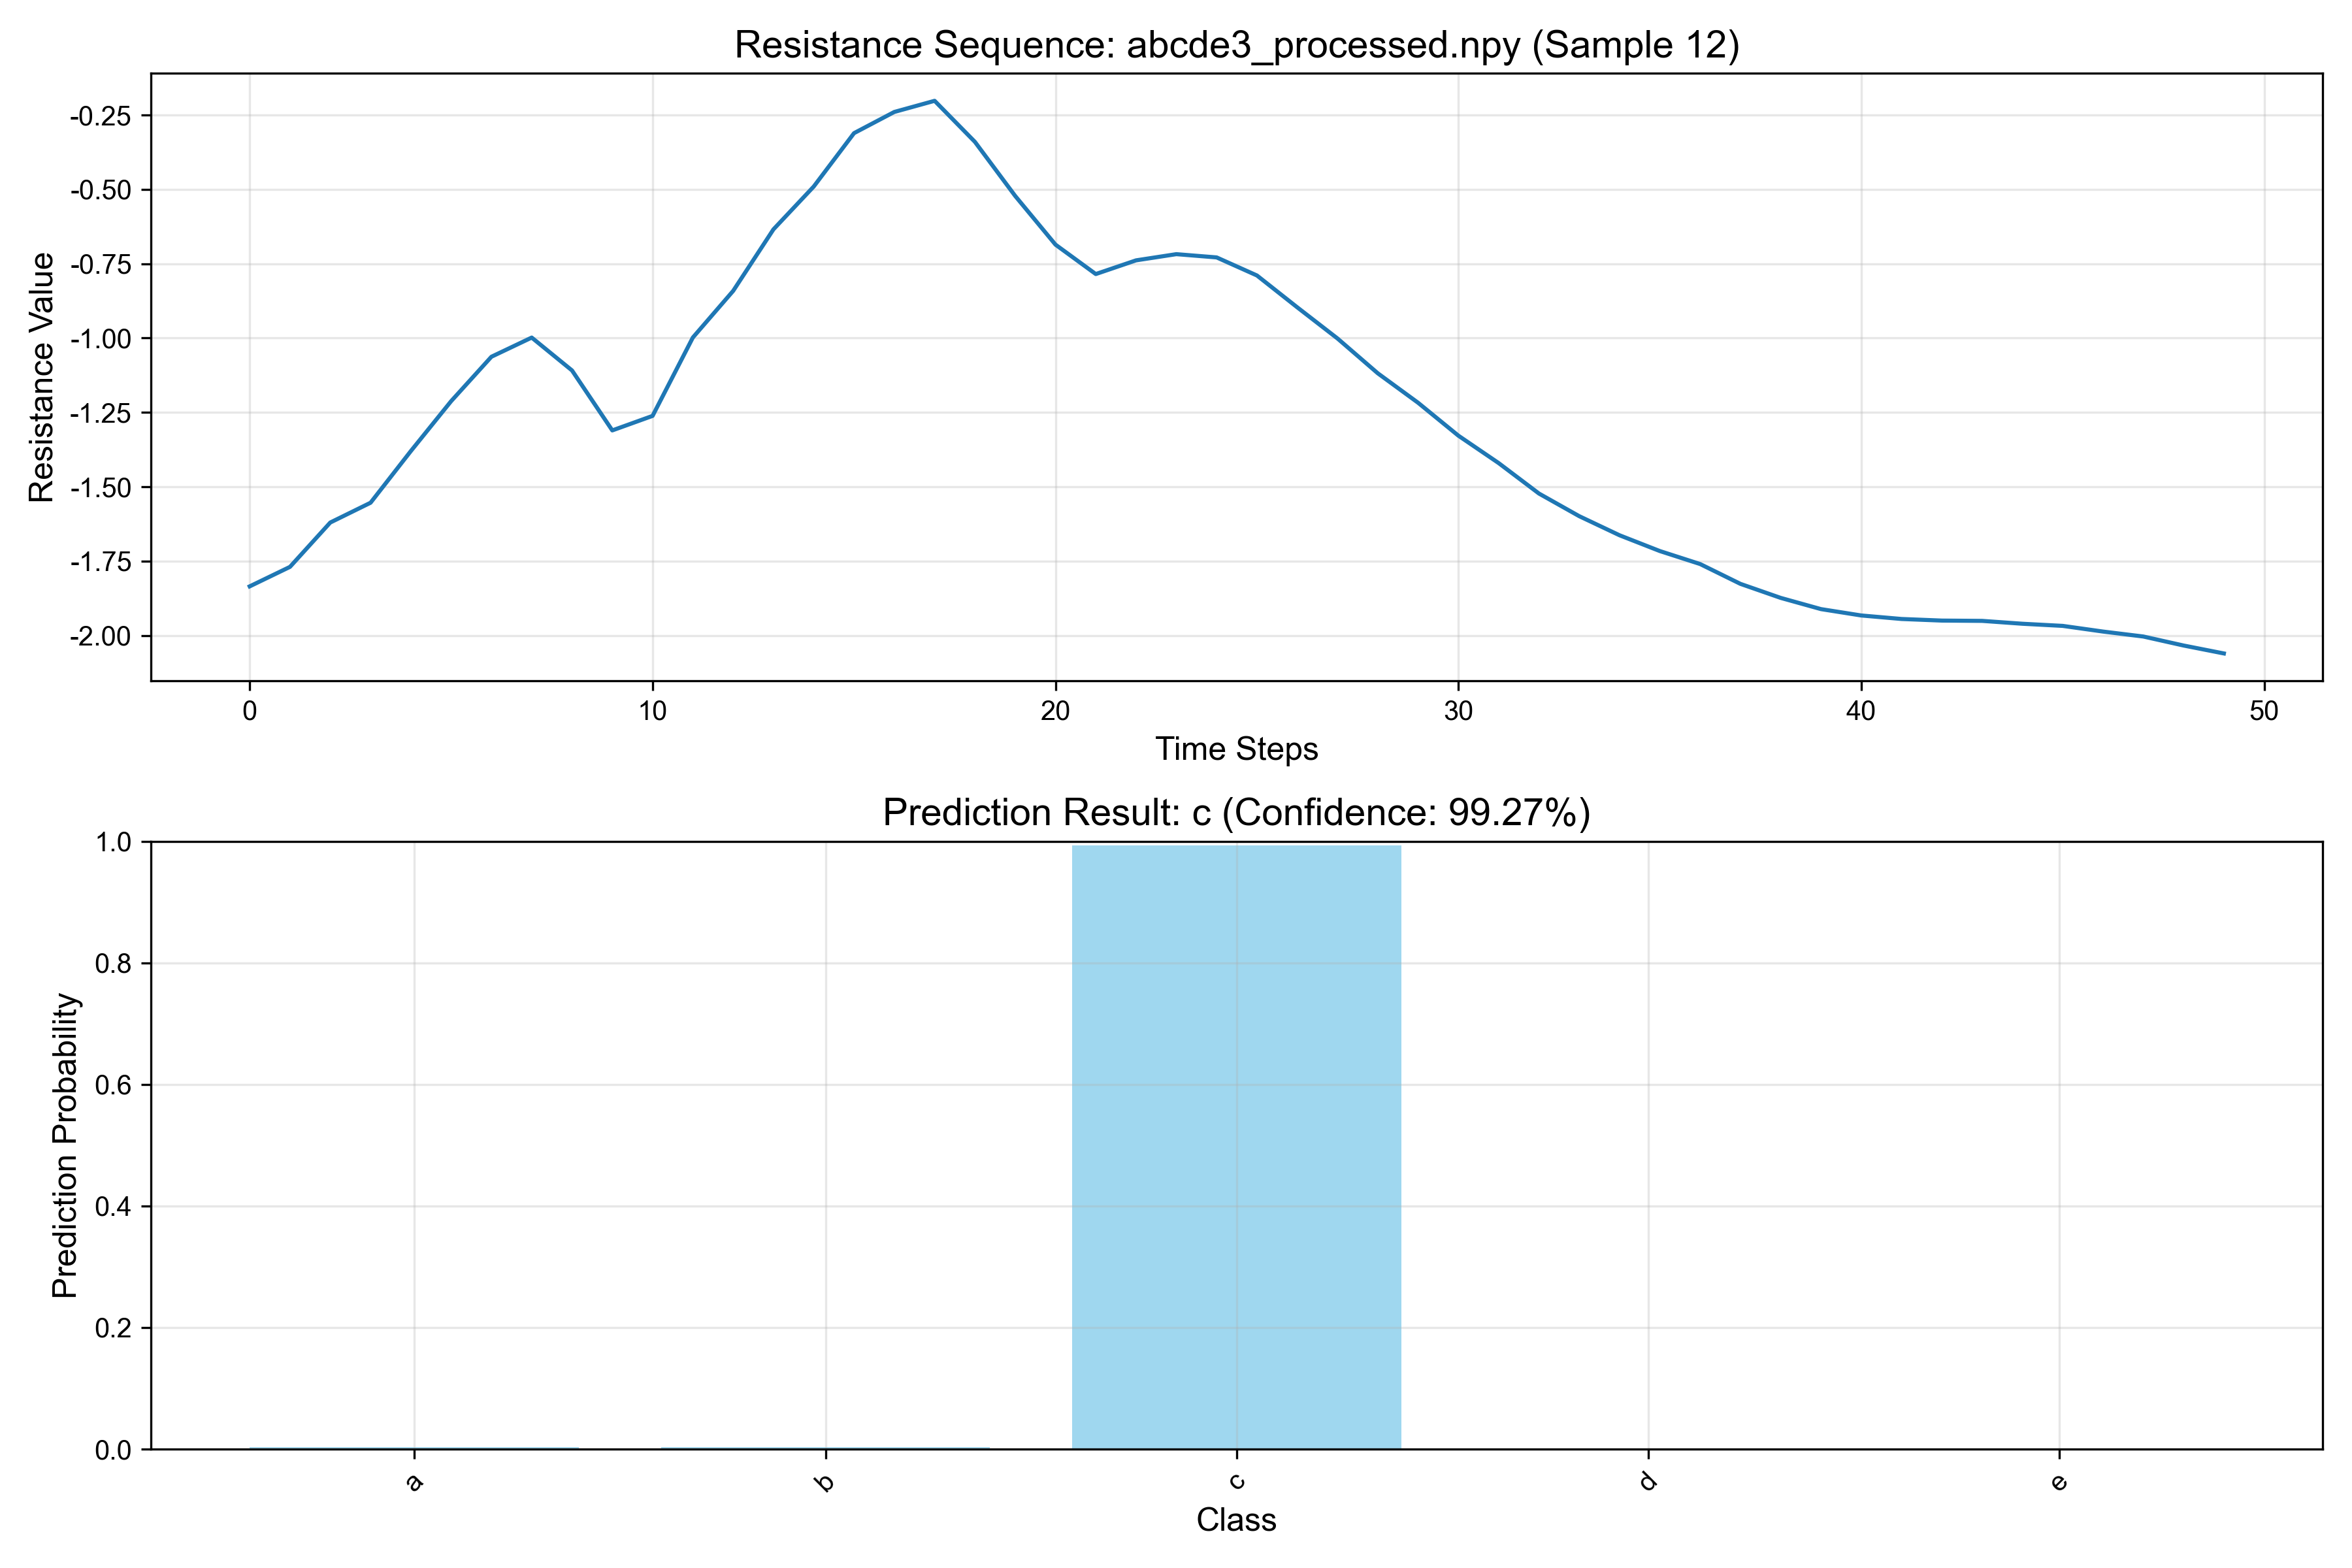 Resistance Sequence: abcde3_processed.npy (Sample 12)
Resistance Value
-0.25
-0.50
-0.75
-1.00
-1.25
-1.50
-1.75
-2.00
0 10 20 30 40 50
Time Steps
Prediction Result: c (Confidence: 99.27%)
Prediction Probability
1.0
0.8
0.6
0.4
0.2
0.0
a b c d e
Class